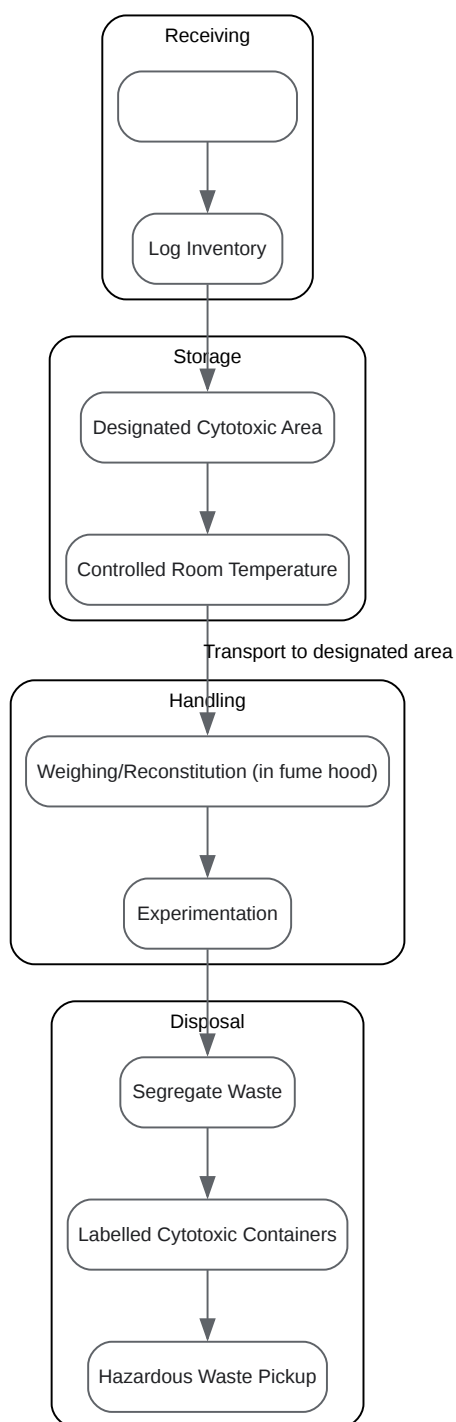 Receiving
Log Inventory
Storage
Designated Cytotoxic Area
Controlled Room Temperature
Transport to designated area
Handling
Weighing/Reconstitution (in fume hood)
Experimentation
Disposal
Segregate Waste
Labelled Cytotoxic Containers
Hazardous Waste Pickup